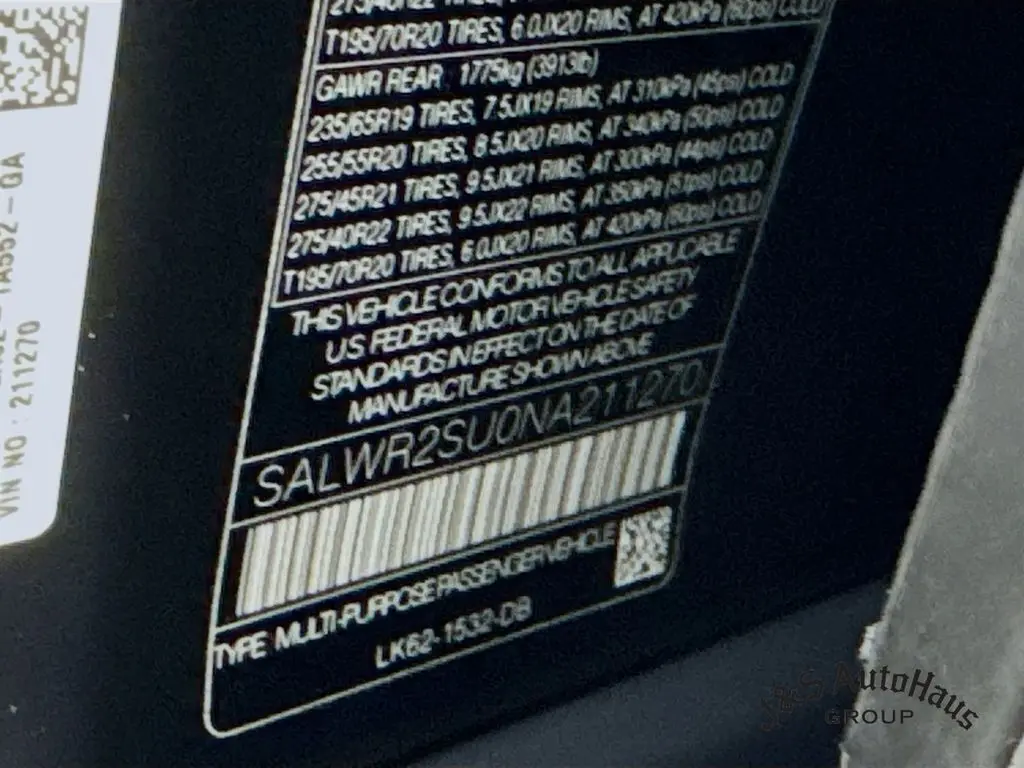 T195/70R20 TIRES, 6.0JX20 RIMS, AT 420kPa (60psi) COLD
GAWR REAR: 1775kg (3913lb)
235/65R19 TIRES, 7.5JX19 RIMS, AT 310kPa (45psi) COLD
255/55R20 TIRES, 8.5JX20 RIMS, AT 340kPa (50psi) COLD
275/45R21 TIRES, 9.5JX21 RIMS, AT 300kPa (44psi) COLD
275/40R22 TIRES, 9.5JX22 RIMS, AT 350kPa (51psi) COLD
T195/70R20 TIRES, 6.0JX20 RIMS, AT 420kPa (60psi) COLD
THIS VEHICLE CONFORMS TO ALL APPLICABLE
U.S. FEDERAL MOTOR VEHICLE SAFETY
STANDARDS IN EFFECT ON THE DATE OF
MANUFACTURE SHOWN ABOVE
SALWR2SU0NA211270
TYPE: MULTI-PURPOSE PASSENGER VEHICLE
LK62-1532-DB
VIN NO : 211270
1A552-GA
AutoHaus
GROUP